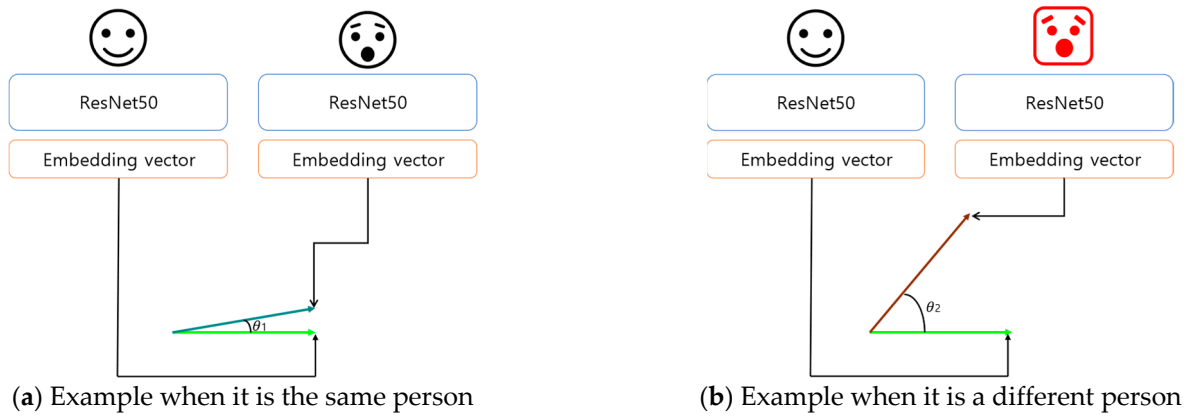 ResNet50
ResNet50
Embedding vector
Embedding vector
θ1
(a) Example when it is the same person
ResNet50
ResNet50
Embedding vector
Embedding vector
θ2
(b) Example when it is a different person